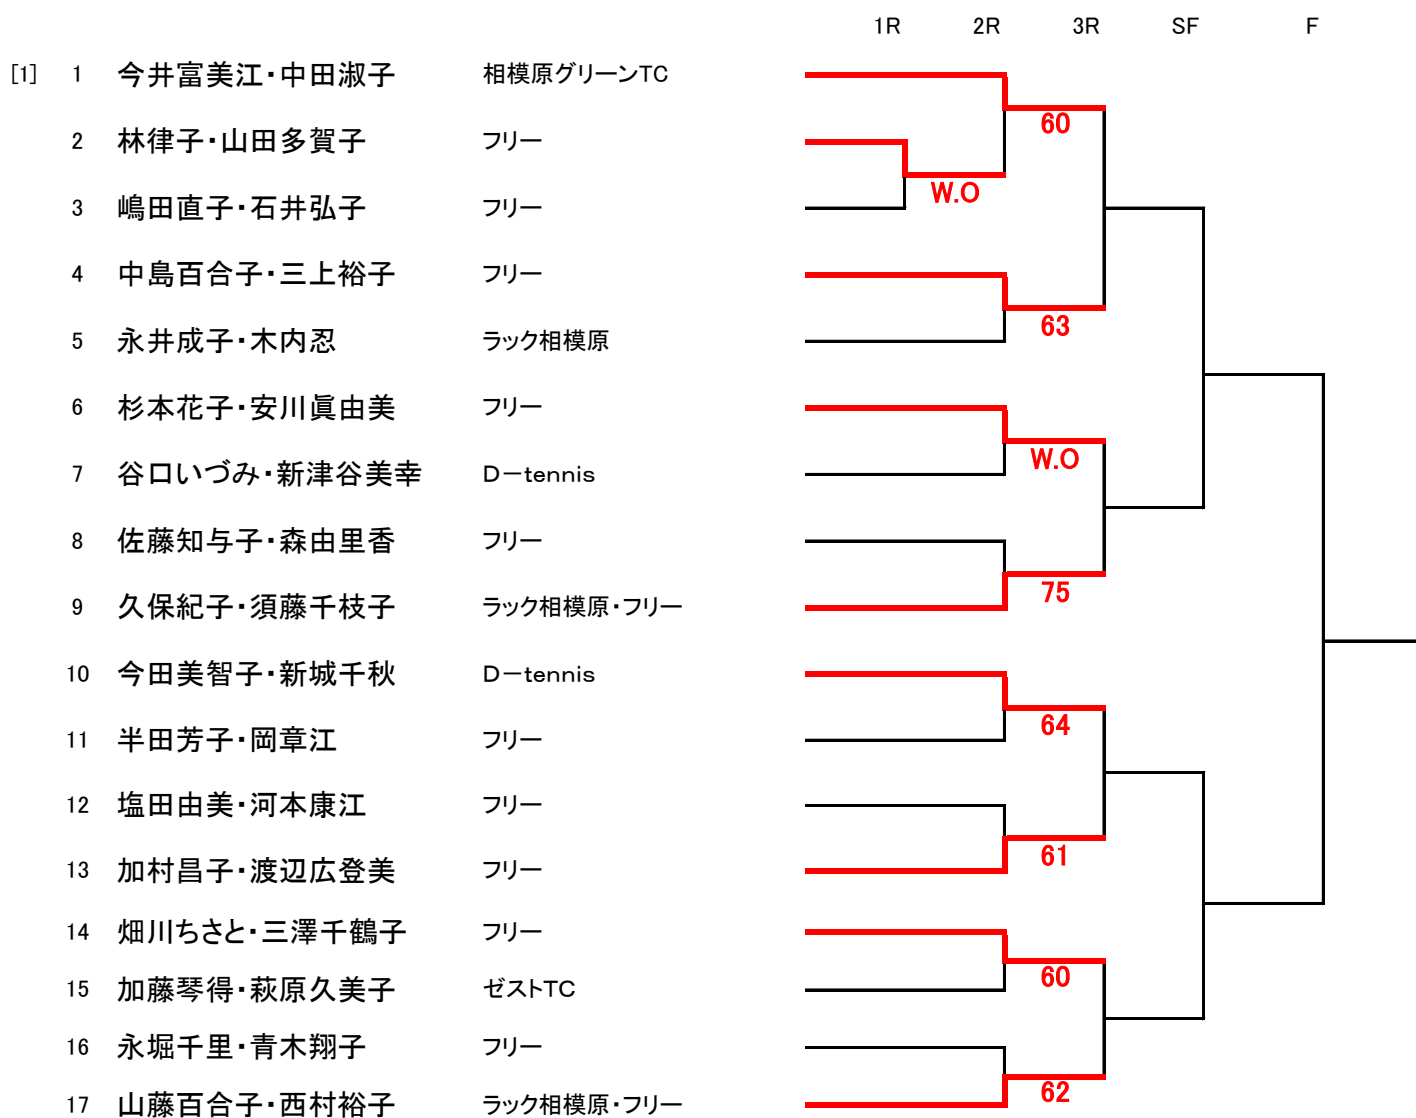 1R 2R 3R SF F
[1] 1 今井富美江・中田淑子 相模原グリーンTC
60
2 林律子・山田多賀子 フリー
W.O
3 嶋田直子・石井弘子 フリー
4 中島百合子・三上裕子 フリー
63
5 永井成子・木内忍 ラック相模原
6 杉本花子・安川眞由美 フリー
W.O
7 谷口いづみ・新津谷美幸 D－tennis
8 佐藤知与子・森由里香 フリー
75
9 久保紀子・須藤千枝子 ラック相模原・フリー
10 今田美智子・新城千秋 D－tennis
64
11 半田芳子・岡章江 フリー
12 塩田由美・河本康江 フリー
61
13 加村昌子・渡辺広登美 フリー
14 畑川ちさと・三澤千鶴子 フリー
60
15 加藤琴得・萩原久美子 ゼストTC
16 永堀千里・青木翔子 フリー
62
17 山藤百合子・西村裕子 ラック相模原・フリー